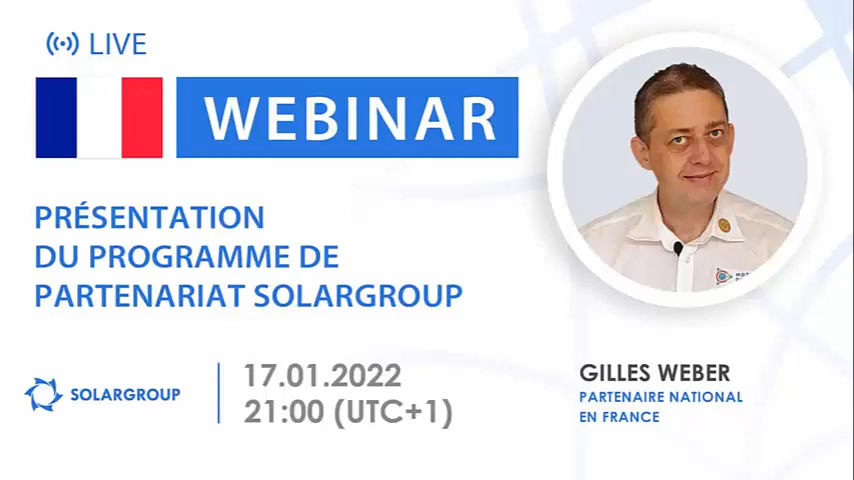 LIVE
WEBINAR
PRÉSENTATION
DU PROGRAMME DE
PARTENARIAT SOLARGROUP
SOLARGROUP
17.01.2022
21:00 (UTC+1)
GILLES WEBER
PARTENAIRE NATIONAL
EN FRANCE